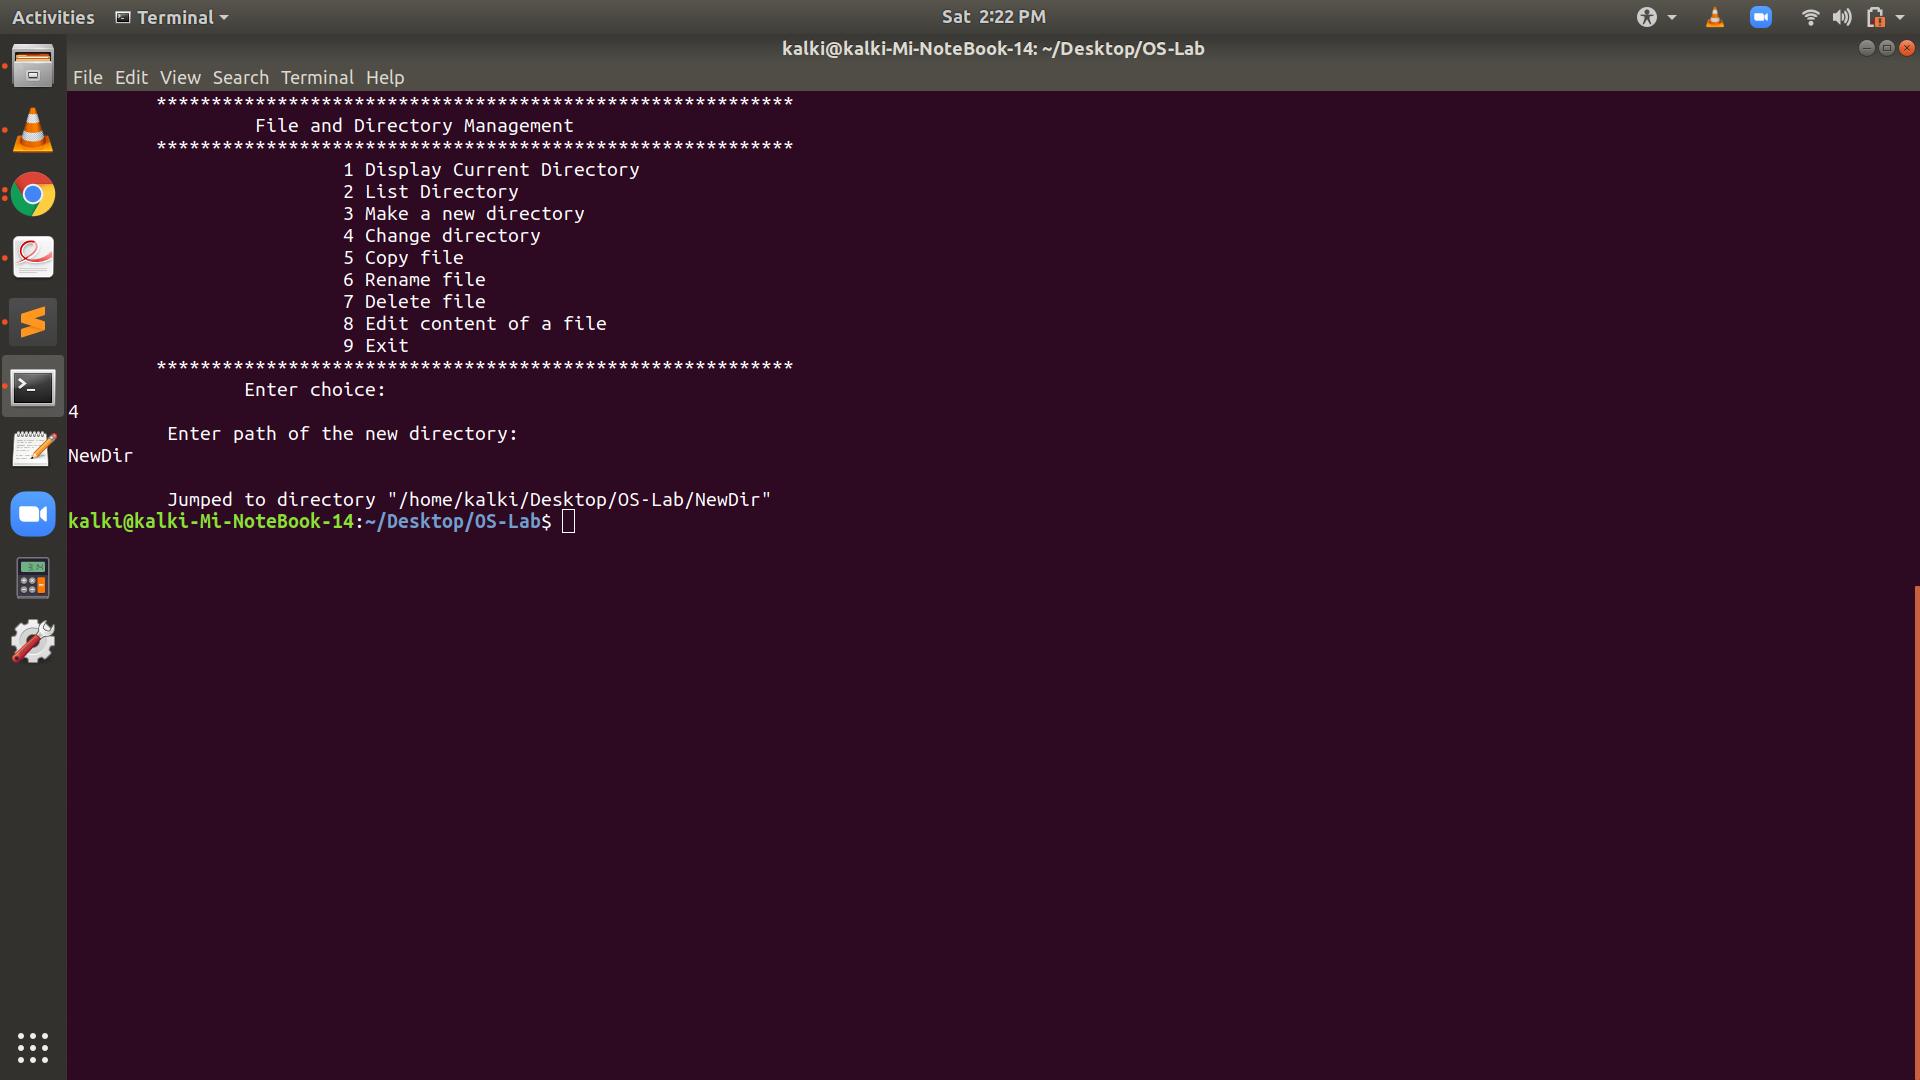 Activities Terminal Sat 2:22 PM
kalki@kalki-Mi-NoteBook-14: ~/Desktop/OS-Lab
File Edit View Search Terminal Help
**********************************************************
File and Directory Management
**********************************************************
1 Display Current Directory
2 List Directory
3 Make a new directory
4 Change directory
5 Copy file
6 Rename file
7 Delete file
8 Edit content of a file
9 Exit
**********************************************************
Enter choice:
4
Enter path of the new directory:
NewDir
Jumped to directory "/home/kalki/Desktop/OS-Lab/NewDir"
kalki@kalki-Mi-NoteBook-14:~/Desktop/OS-Lab$